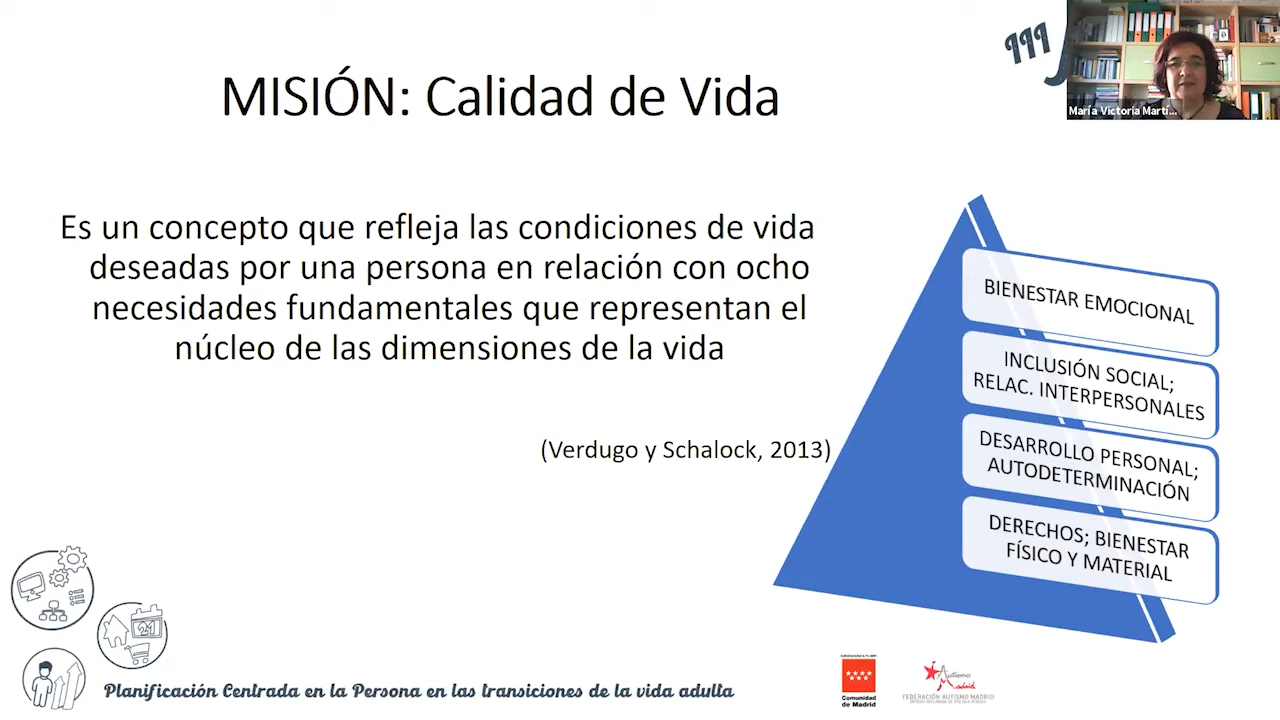 MISIÓN: Calidad de Vida
María Victoria Martí...
Es un concepto que refleja las condiciones de vida
deseadas por una persona en relación con ocho
necesidades fundamentales que representan el
núcleo de las dimensiones de la vida
(Verdugo y Schalock, 2013)
BIENESTAR EMOCIONAL
INCLUSIÓN SOCIAL;
RELAC. INTERPERSONALES
DESARROLLO PERSONAL;
AUTODETERMINACIÓN
DERECHOS; BIENESTAR
FÍSICO Y MATERIAL
21
Planificación Centrada en la Persona en las transiciones de la vida adulta
Comunidad
de Madrid
Autismo
Madrid
FEDERACIÓN AUTISMO MADRID